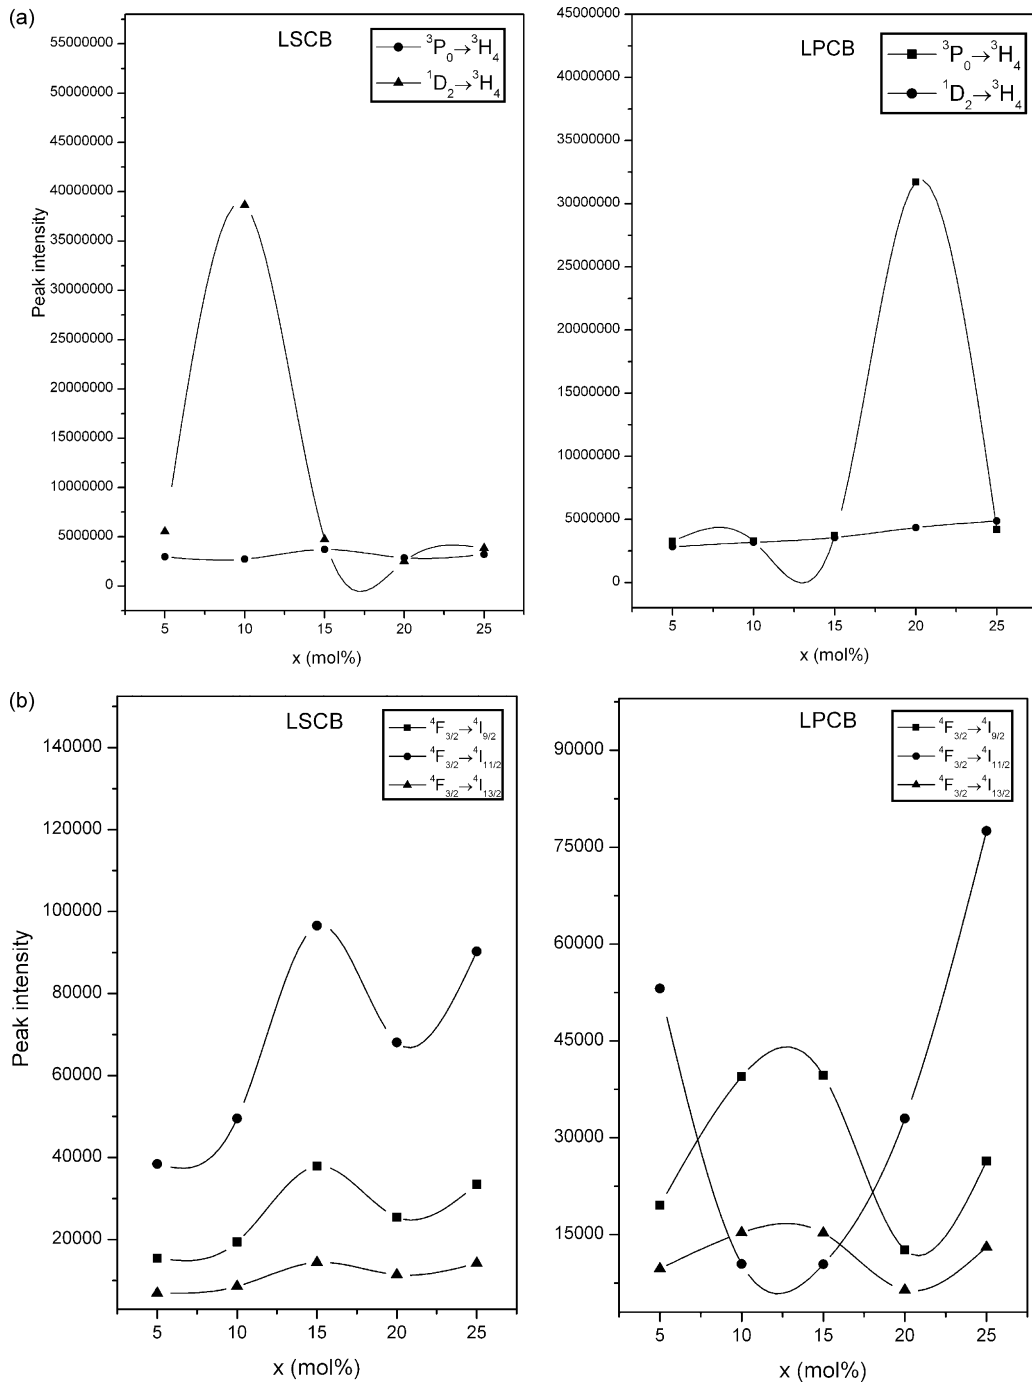 (a)
LSCB
³P₀→³H₄
¹D₂→³H₄
55000000
50000000
45000000
40000000
35000000
30000000
25000000
20000000
15000000
10000000
5000000
0
Peak intensity
5 10 15 20 25
x (mol%)
LPCB
³P₀→³H₄
¹D₂→³H₄
45000000
40000000
35000000
30000000
25000000
20000000
15000000
10000000
5000000
0
5 10 15 20 25
x (mol%)
(b)
LSCB
⁴F3/2→⁴I9/2
⁴F3/2→⁴I11/2
⁴F3/2→⁴I13/2
140000
120000
100000
80000
60000
40000
20000
Peak intensity
5 10 15 20 25
x (mol%)
LPCB
⁴F3/2→⁴I9/2
⁴F3/2→⁴I11/2
⁴F3/2→⁴I13/2
90000
75000
60000
45000
30000
15000
5 10 15 20 25
x (mol%)